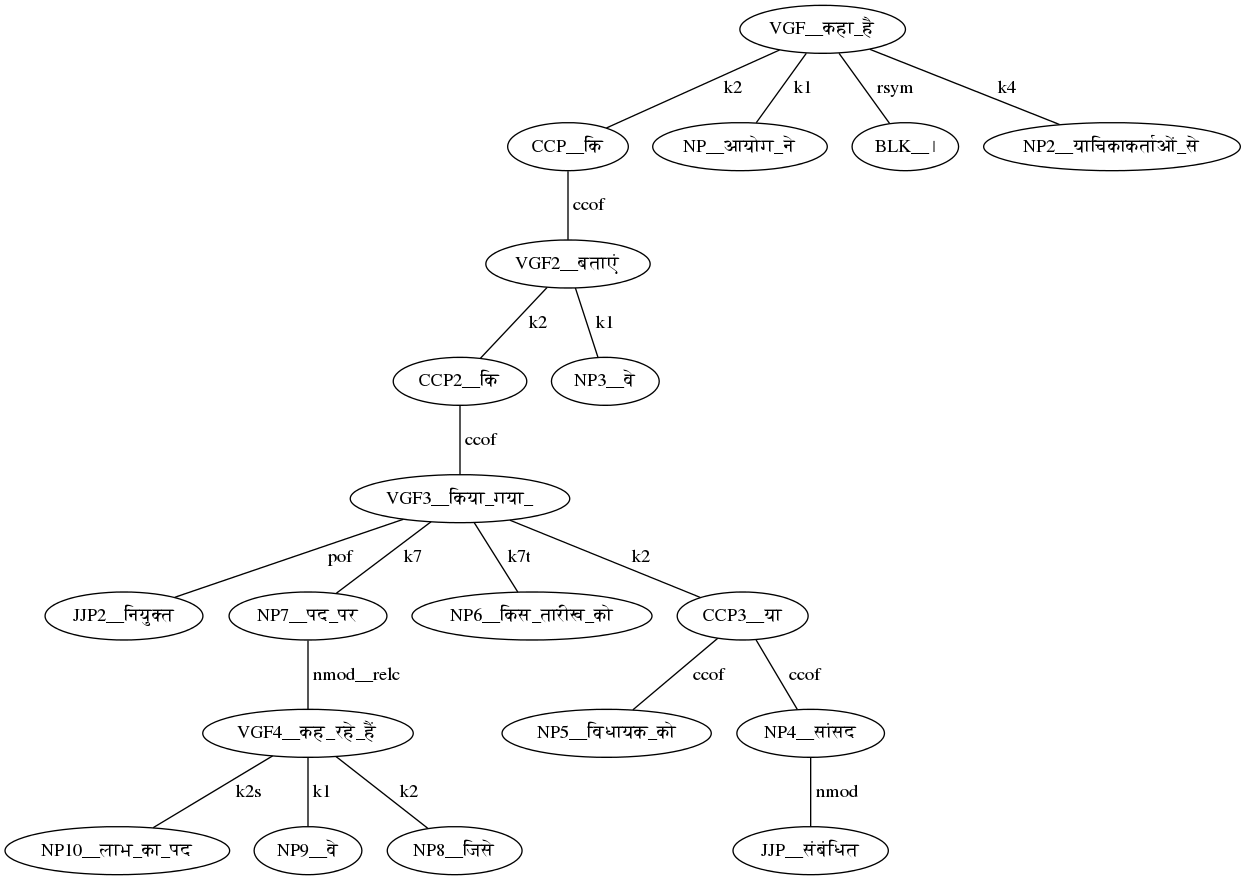 VGF__कहा_है
k2 k1 rsym k4
CCP__कि NP__आयोग_ने BLK__। NP2__याचिकाकर्ताओं_से
ccof
VGF2__बताएं
k2 k1
CCP2__कि NP3__वे
ccof
VGF3__किया_गया_
pof k7 k7t k2
JJP2__नियुक्त NP7__पद_पर NP6__किस_तारीख_को CCP3__या
nmod__relc ccof ccof
VGF4__कह_रहे_हैं NP5__विधायक_को NP4__सांसद
k2s k1 k2 nmod
NP10__लाभ_का_पद NP9__वे NP8__जिसे JJP__संबंधित